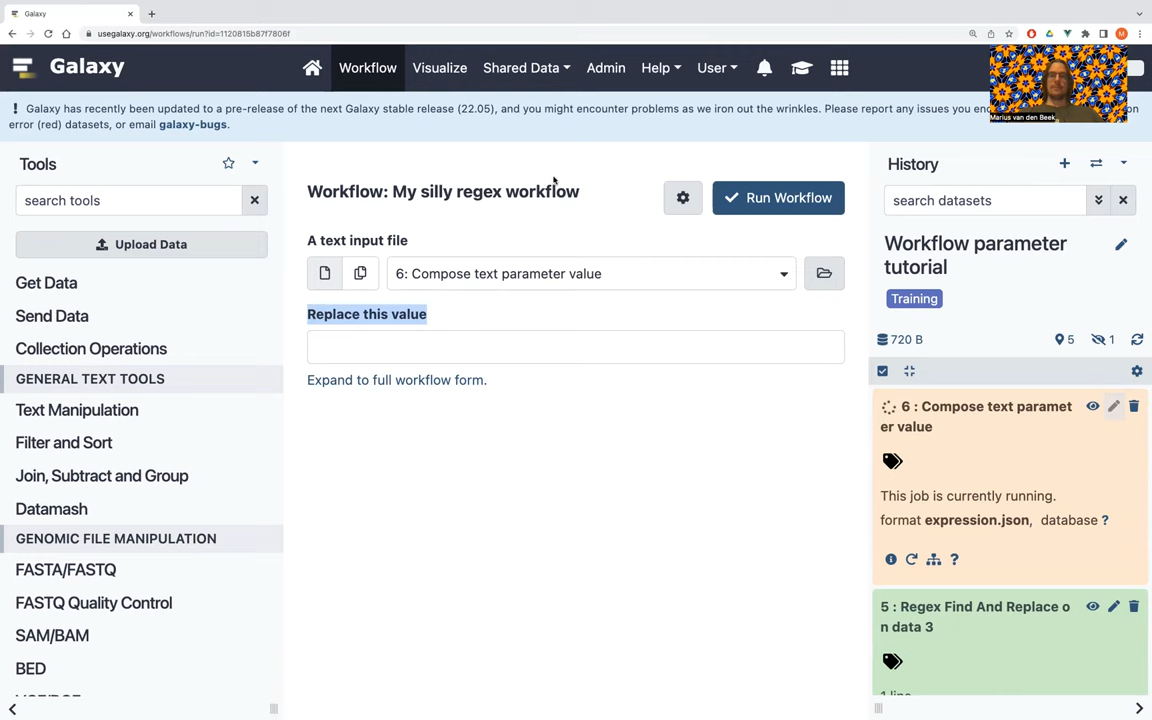 Galaxy
usegalaxy.org/workflows/run?id=1120815b87f7806f
M
Galaxy
Workflow
Visualize
Shared Data
Admin
Help
User
Marius van den Beek
! Galaxy has recently been updated to a pre-release of the next Galaxy stable release (22.05), and you might encounter problems as we iron out the wrinkles. Please report any issues you en
error (red) datasets, or email galaxy-bugs.
Tools
search tools
Upload Data
Get Data
Send Data
Collection Operations
GENERAL TEXT TOOLS
Text Manipulation
Filter and Sort
Join, Subtract and Group
Datamash
GENOMIC FILE MANIPULATION
FASTA/FASTQ
FASTQ Quality Control
SAM/BAM
BED
Workflow: My silly regex workflow
Run Workflow
A text input file
6: Compose text parameter value
Replace this value
Expand to full workflow form.
History
search datasets
Workflow parameter
tutorial
Training
720 B
5
1
6 : Compose text paramet
er value
This job is currently running.
format expression.json, database ?
5 : Regex Find And Replace o
n data 3